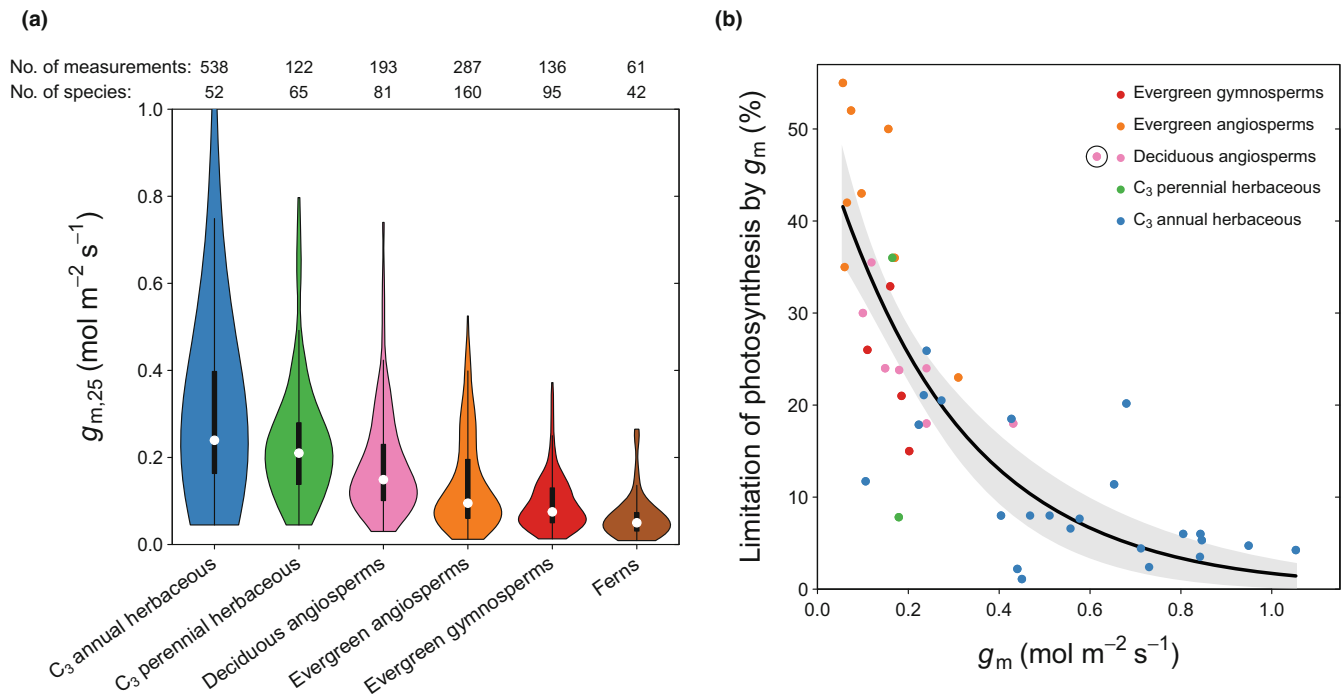 (a)
No. of measurements: 538 122 193 287 136 61
No. of species: 52 65 81 160 95 42
1.0
0.8
0.6
0.4
0.2
0.0
gm,25 (mol m−2 s−1)
C3 annual herbaceous
C3 perennial herbaceous
Deciduous angiosperms
Evergreen angiosperms
Evergreen gymnosperms
Ferns
(b)
Limitation of photosynthesis by gm (%)
50
40
30
20
10
0
Evergreen gymnosperms
Evergreen angiosperms
Deciduous angiosperms
C3 perennial herbaceous
C3 annual herbaceous
0.0 0.2 0.4 0.6 0.8 1.0
gm (mol m−2 s−1)